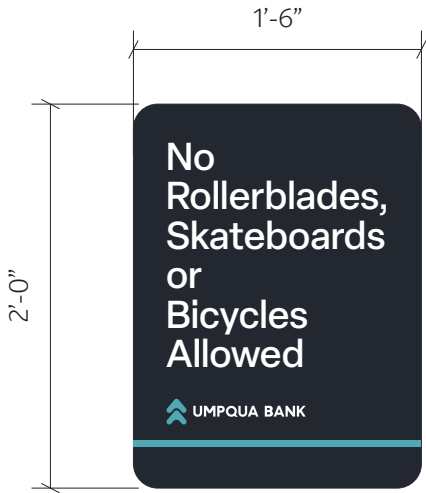 1’-6”
2’-0”
No
Rollerblades,
Skateboards
or
Bicycles
Allowed
UMPQUA BANK